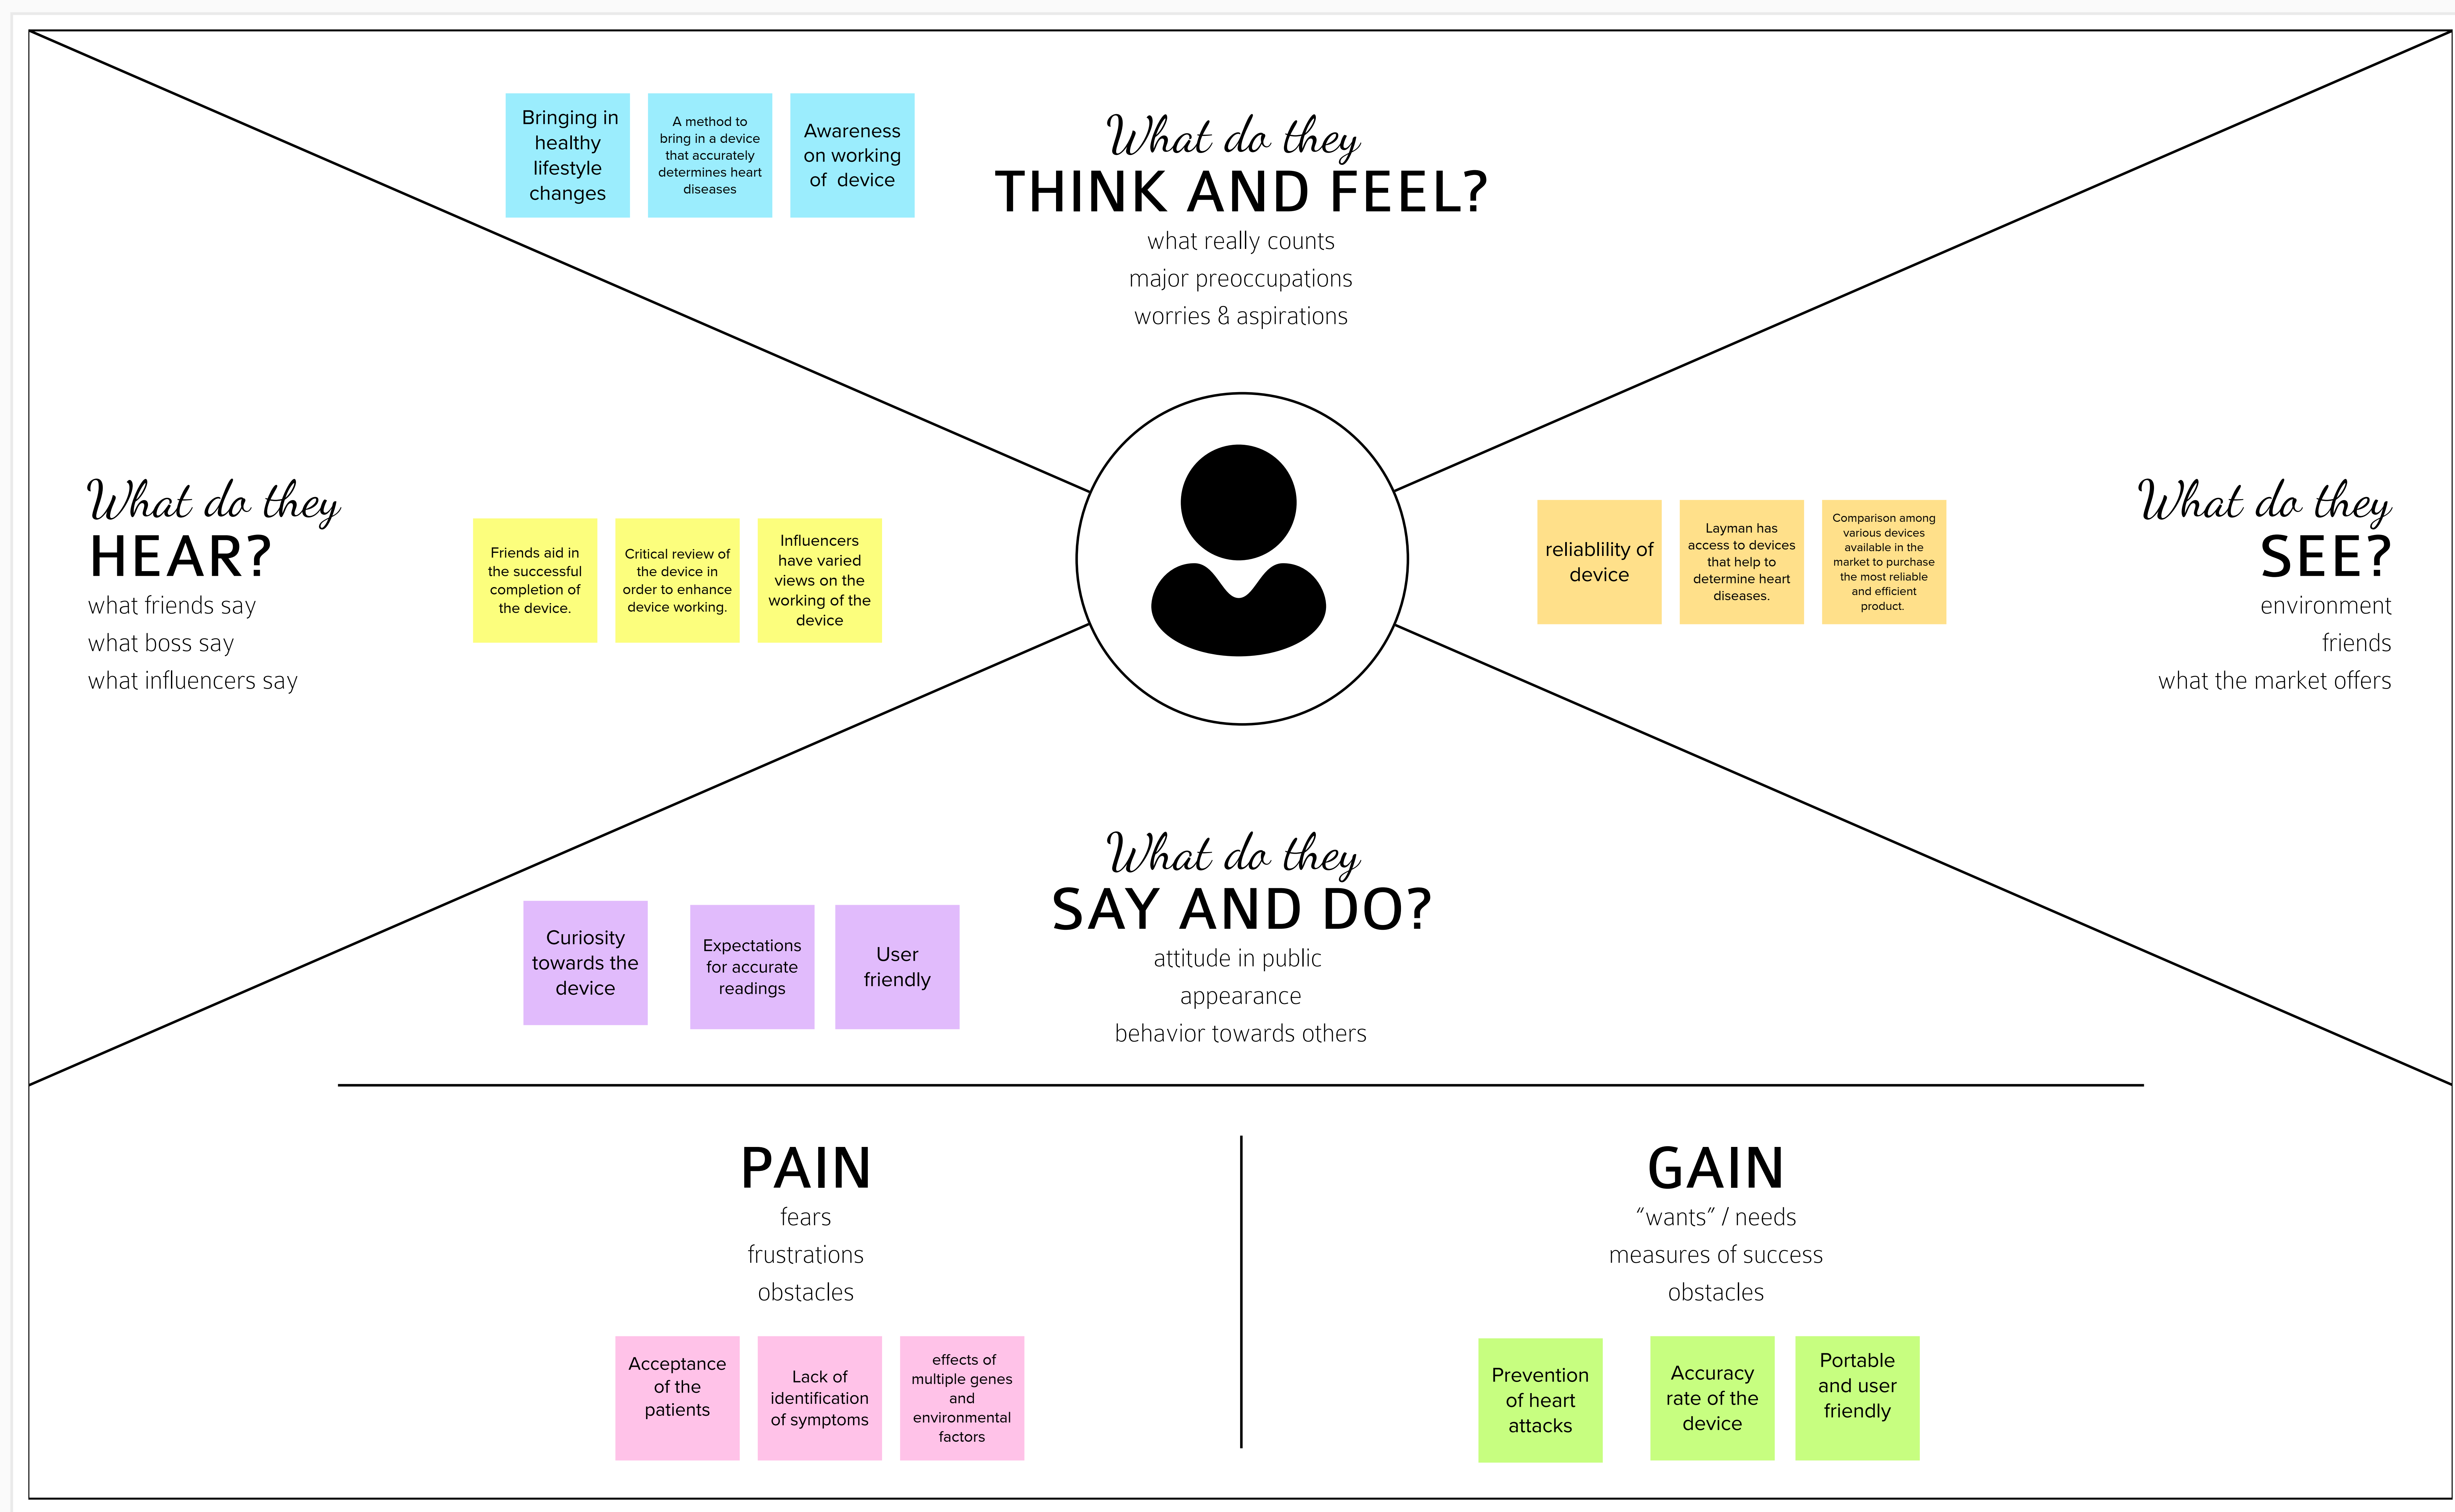 Bringing in
healthy
lifestyle
changes
A method to
bring in a device
that accurately
determines heart
diseases
Awareness
on working
of device
What do they
THINK AND FEEL?
what really counts
major preoccupations
worries & aspirations
What do they
HEAR?
what friends say
what boss say
what influencers say
Friends aid in
the successful
completion of
the device.
Critical review of
the device in
order to enhance
device working.
Influencers
have varied
views on the
working of the
device
reliablility of
device
Layman has
access to devices
that help to
determine heart
diseases.
Comparison among
various devices
available in the
market to purchase
the most reliable
and efficient
product.
What do they
SEE?
environment
friends
what the market offers
Curiosity
towards the
device
Expectations
for accurate
readings
User
friendly
What do they
SAY AND DO?
attitude in public
appearance
behavior towards others
PAIN
fears
frustrations
obstacles
Acceptance
of the
patients
Lack of
identification
of symptoms
effects of
multiple genes
and
environmental
factors
GAIN
“wants” / needs
measures of success
obstacles
Prevention
of heart
attacks
Accuracy
rate of the
device
Portable
and user
friendly